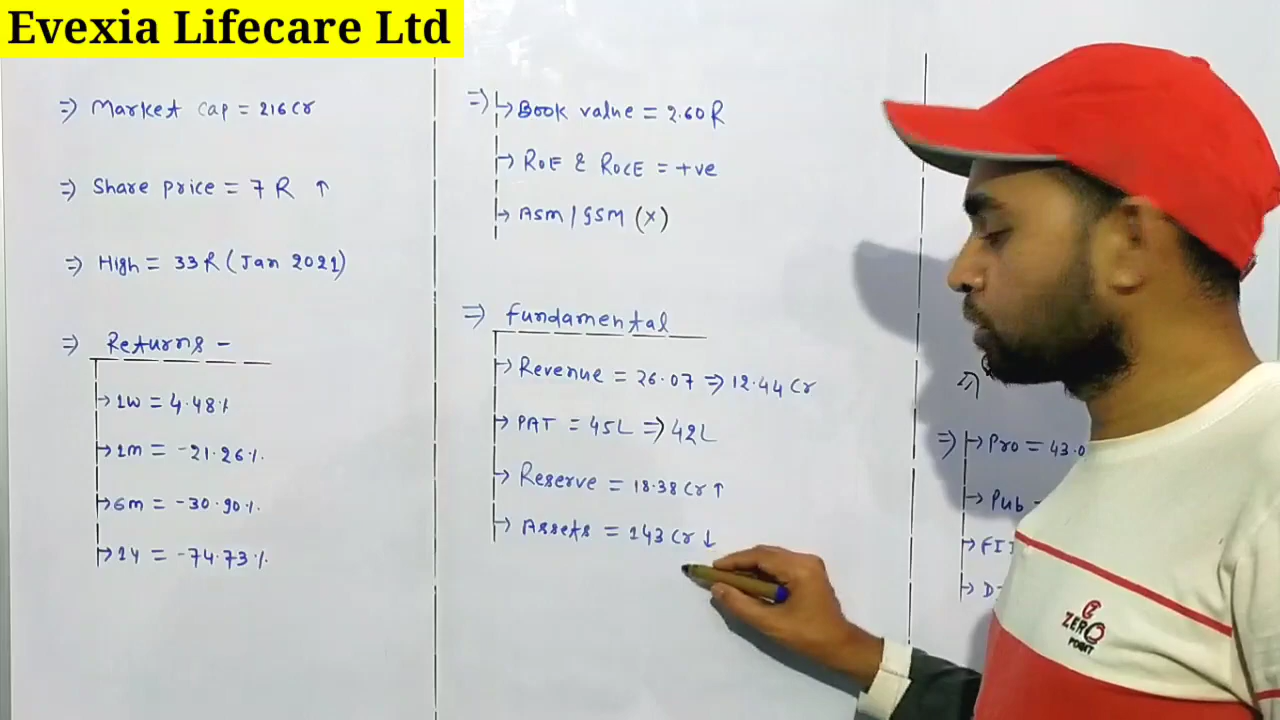 Evexia Lifecare Ltd
=> Market cap = 216 Cr
=> Share price = 7 R ↑
=> High = 33 R (Jan 2021)
=> Returns -
→ 1W = 4.48%
→ 1m = -21.26%.
→ 6m = -30.90%.
→ 1Y = -74.73%.
=> → Book value = 2.60 R
→ ROE & ROCE = +ve
→ ASM / GSM (×)
=> Fundamental
→ Revenue = 26.07 => 12.44 Cr
→ PAT = 45L => 42L
→ Reserve = 18.38 Cr ↑
→ Assets = 143 Cr ↓
=> → Pro = 43.0
→ Pub =
→ FI
→ D
ZERO
POINT